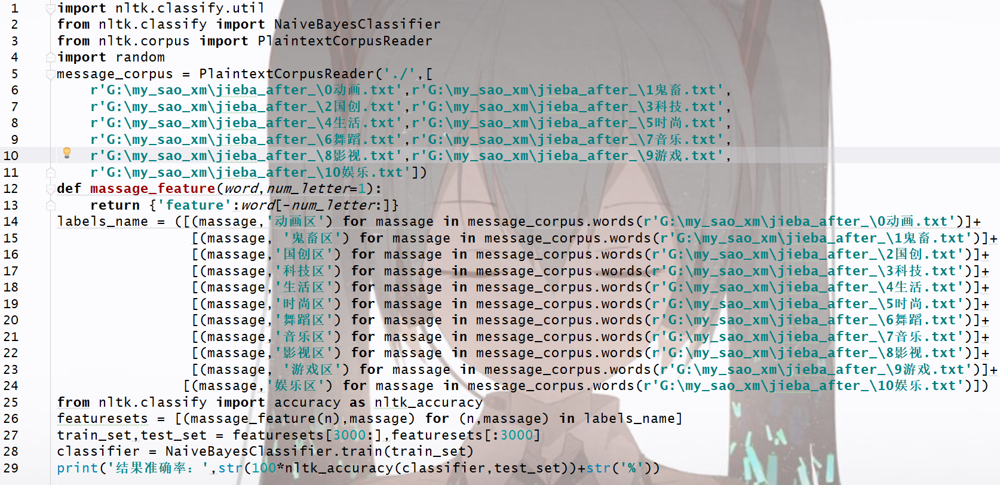 1 import nltk.classify.util
2 from nltk.classify import NaiveBayesClassifier
3 from nltk.corpus import PlaintextCorpusReader
4 import random
5 message_corpus = PlaintextCorpusReader('./',[
6     r'G:\my_sao_xm\jieba_after_\0动画.txt',r'G:\my_sao_xm\jieba_after_\1鬼畜.txt',
7     r'G:\my_sao_xm\jieba_after_\2国创.txt',r'G:\my_sao_xm\jieba_after_\3科技.txt',
8     r'G:\my_sao_xm\jieba_after_\4生活.txt',r'G:\my_sao_xm\jieba_after_\5时尚.txt',
9     r'G:\my_sao_xm\jieba_after_\6舞蹈.txt',r'G:\my_sao_xm\jieba_after_\7音乐.txt',
10     r'G:\my_sao_xm\jieba_after_\8影视.txt',r'G:\my_sao_xm\jieba_after_\9游戏.txt',
11     r'G:\my_sao_xm\jieba_after_\10娱乐.txt'])
12 def massage_feature(word,num_letter=1):
13     return {'feature':word[-num_letter:]}
14 labels_name = ([(massage,'动画区') for massage in message_corpus.words(r'G:\my_sao_xm\jieba_after_\0动画.txt')]+
15                 [(massage, '鬼畜区') for massage in message_corpus.words(r'G:\my_sao_xm\jieba_after_\1鬼畜.txt')]+
16                 [(massage,'国创区') for massage in message_corpus.words(r'G:\my_sao_xm\jieba_after_\2国创.txt')]+
17                 [(massage,'科技区') for massage in message_corpus.words(r'G:\my_sao_xm\jieba_after_\3科技.txt')]+
18                 [(massage,'生活区') for massage in message_corpus.words(r'G:\my_sao_xm\jieba_after_\4生活.txt')]+
19                 [(massage,'时尚区') for massage in message_corpus.words(r'G:\my_sao_xm\jieba_after_\5时尚.txt')]+
20                 [(massage,'舞蹈区') for massage in message_corpus.words(r'G:\my_sao_xm\jieba_after_\6舞蹈.txt')]+
21                 [(massage,'音乐区') for massage in message_corpus.words(r'G:\my_sao_xm\jieba_after_\7音乐.txt')]+
22                 [(massage,'影视区') for massage in message_corpus.words(r'G:\my_sao_xm\jieba_after_\8影视.txt')]+
23                 [(massage, '游戏区') for massage in message_corpus.words(r'G:\my_sao_xm\jieba_after_\9游戏.txt')]+
24                [(massage,'娱乐区') for massage in message_corpus.words(r'G:\my_sao_xm\jieba_after_\10娱乐.txt')])
25 from nltk.classify import accuracy as nltk_accuracy
26 featuresets = [(massage_feature(n),massage) for (n,massage) in labels_name]
27 train_set,test_set = featuresets[3000:],featuresets[:3000]
28 classifier = NaiveBayesClassifier.train(train_set)
29 print('结果准确率：',str(100*nltk_accuracy(classifier,test_set))+str('%'))